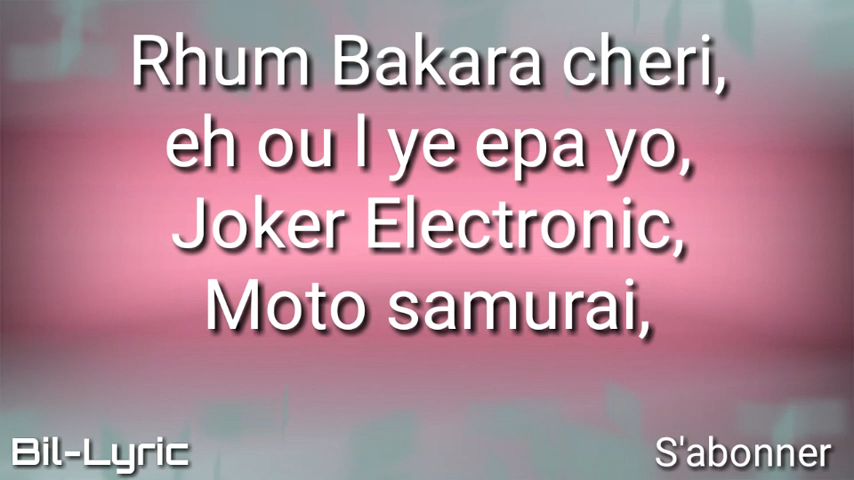 Rhum Bakara cheri,
eh ou l ye epa yo,
Joker Electronic,
Moto samurai,
Bil-Lyric
S'abonner